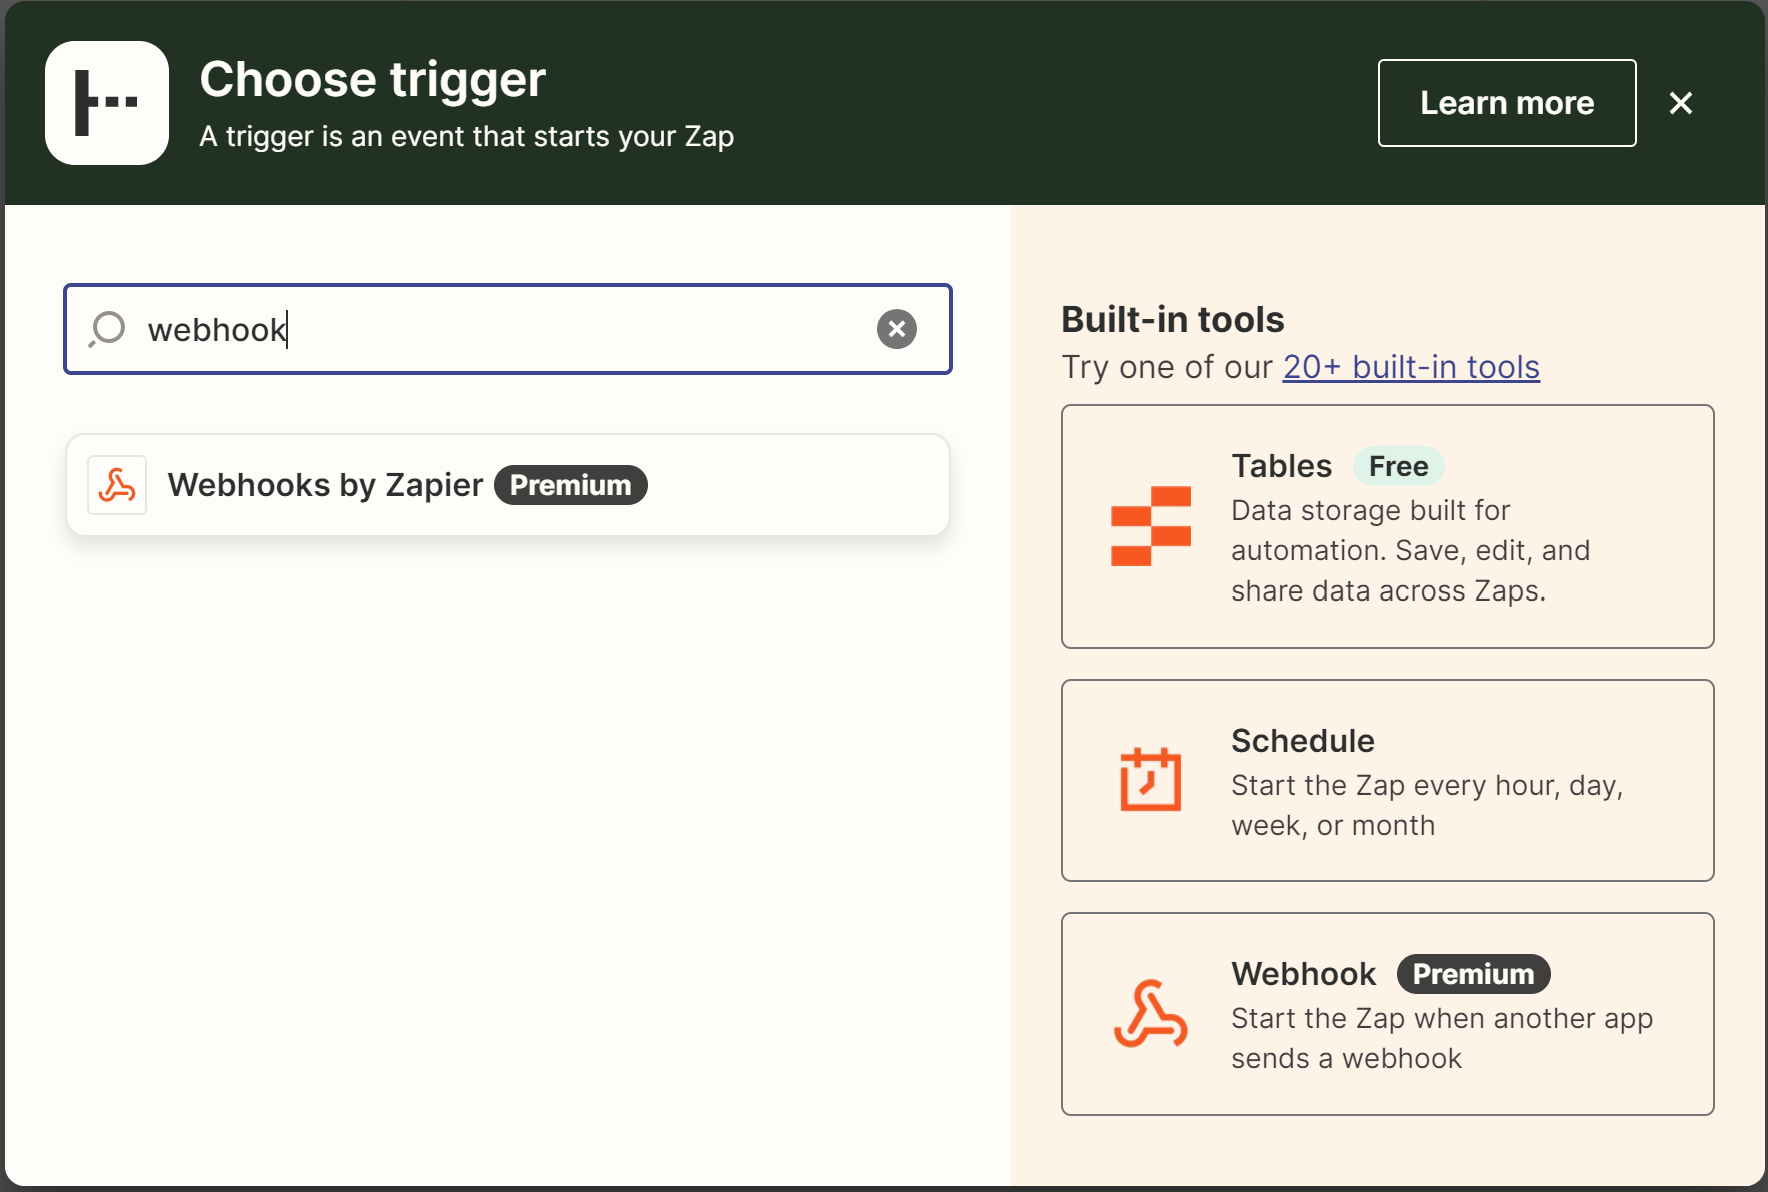 Choose trigger
A trigger is an event that starts your Zap
Learn more
webhook
Webhooks by Zapier Premium
Built-in tools
Try one of our 20+ built-in tools
Tables Free
Data storage built for
automation. Save, edit, and
share data across Zaps.
Schedule
Start the Zap every hour, day,
week, or month
Webhook Premium
Start the Zap when another app
sends a webhook